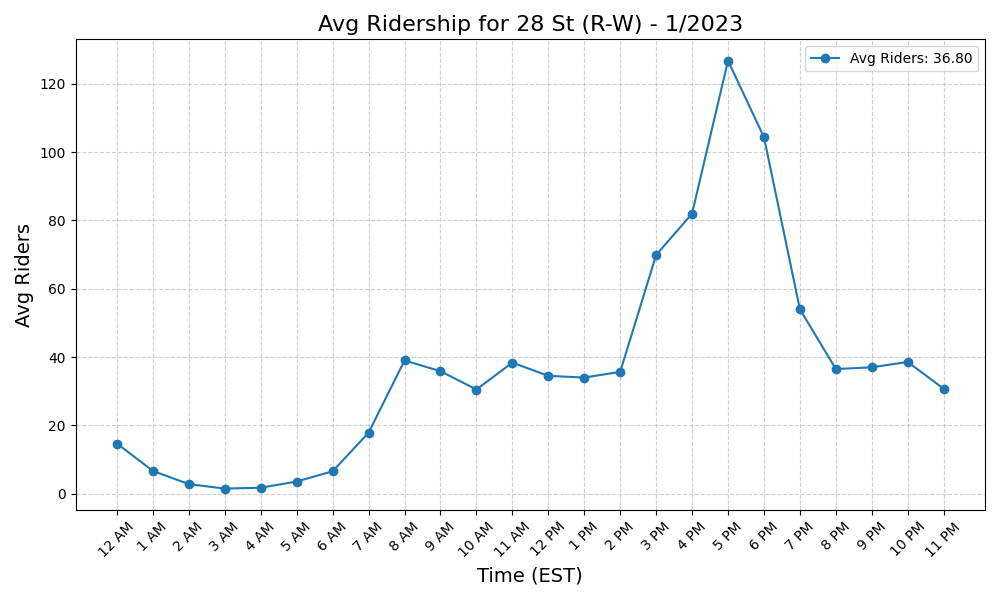 Avg Ridership for 28 St (R-W) - 1/2023
Avg Riders: 36.80
Avg Riders
120
100
80
60
40
20
0
12 AM
1 AM
2 AM
3 AM
4 AM
5 AM
6 AM
7 AM
8 AM
9 AM
10 AM
11 AM
12 PM
1 PM
2 PM
3 PM
4 PM
5 PM
6 PM
7 PM
8 PM
9 PM
10 PM
11 PM
Time (EST)